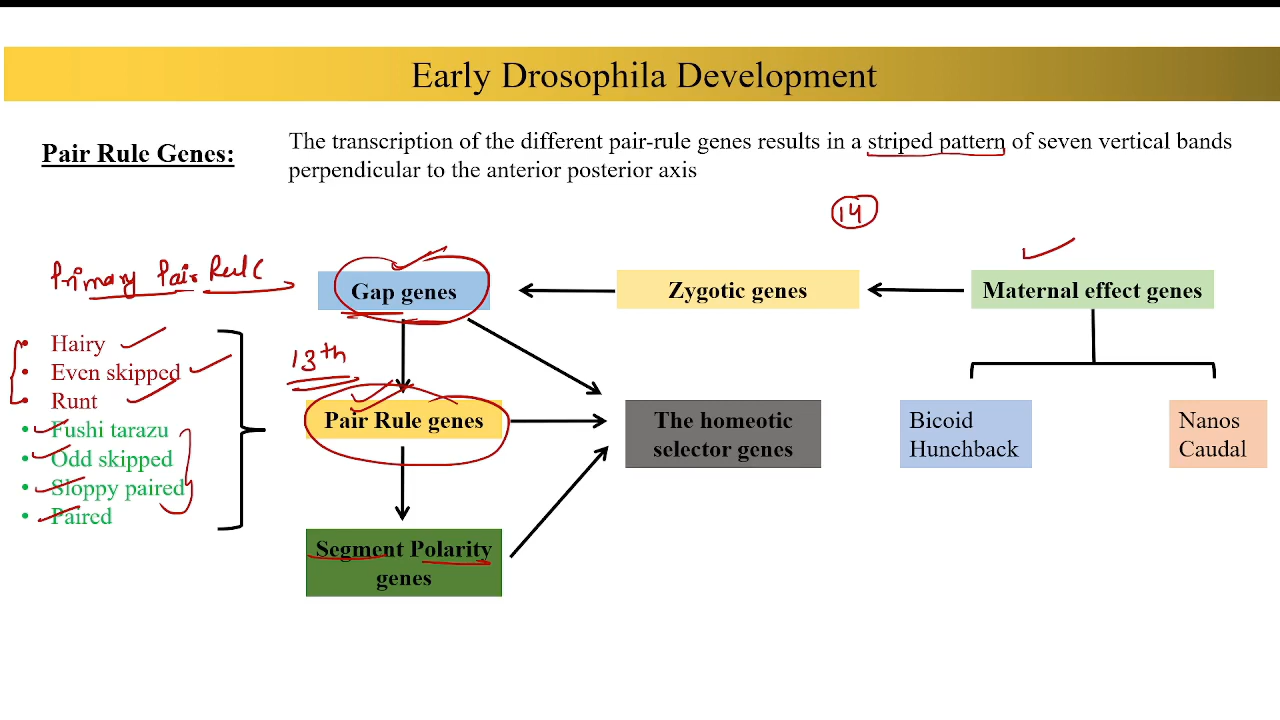 Early Drosophila Development
Pair Rule Genes:
The transcription of the different pair-rule genes results in a striped pattern of seven vertical bands
perpendicular to the anterior posterior axis
14
Primary Pair Rule
Gap genes
Zygotic genes
Maternal effect genes
• Hairy
• Even skipped
• Runt
• Fushi tarazu
• Odd skipped
• Sloppy paired
• Paired
13th
Pair Rule genes
The homeotic
selector genes
Bicoid
Hunchback
Nanos
Caudal
Segment Polarity
genes